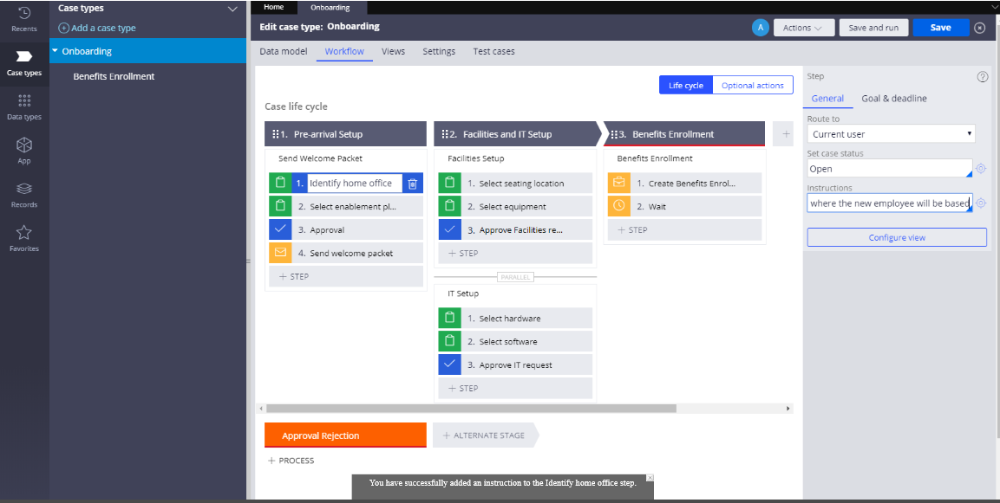 Recents
Case types
Data types
App
Records
Favorites
Case types
Add a case type
Onboarding
Benefits Enrollment
Home
Onboarding
Edit case type: Onboarding
A
Actions
Save and run
Save
Data model
Workflow
Views
Settings
Test cases
Life cycle
Optional actions
Case life cycle
1. Pre-arrival Setup
Send Welcome Packet
1. Identify home office
2. Select enablement pl...
3. Approval
4. Send welcome packet
+ STEP
2. Facilities and IT Setup
Facilities Setup
1. Select seating location
2. Select equipment
3. Approve Facilities re...
+ STEP
PARALLEL
IT Setup
1. Select hardware
2. Select software
3. Approve IT request
+ STEP
3. Benefits Enrollment
Benefits Enrollment
1. Create Benefits Enrol...
2. Wait
+ STEP
+
Approval Rejection
+ ALTERNATE STAGE
+ PROCESS
Step
?
General
Goal & deadline
Route to
Current user
Set case status
Open
Instructions
where the new employee will be based
Configure view
You have successfully added an instruction to the Identify home office step.